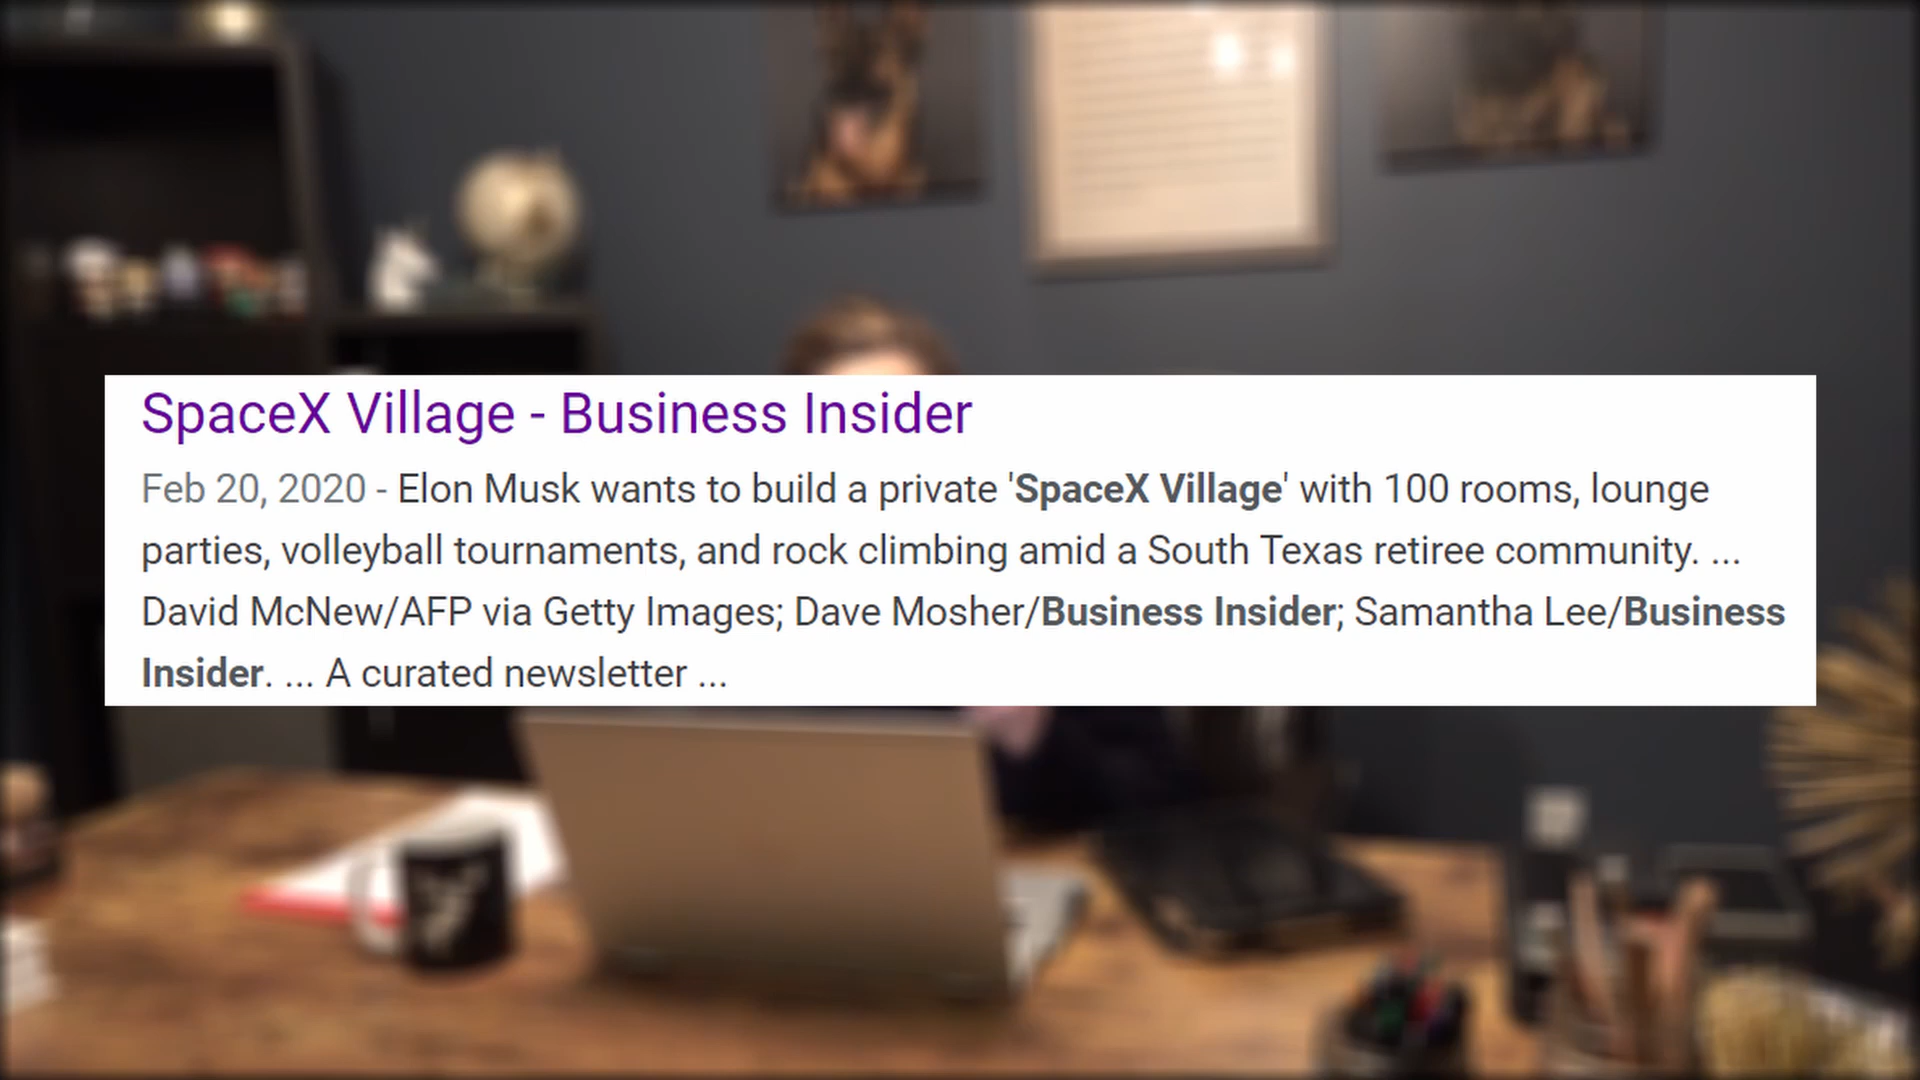 SpaceX Village - Business Insider
Feb 20, 2020 - Elon Musk wants to build a private 'SpaceX Village' with 100 rooms, lounge
parties, volleyball tournaments, and rock climbing amid a South Texas retiree community. ...
David McNew/AFP via Getty Images; Dave Mosher/Business Insider; Samantha Lee/Business
Insider. ... A curated newsletter ...